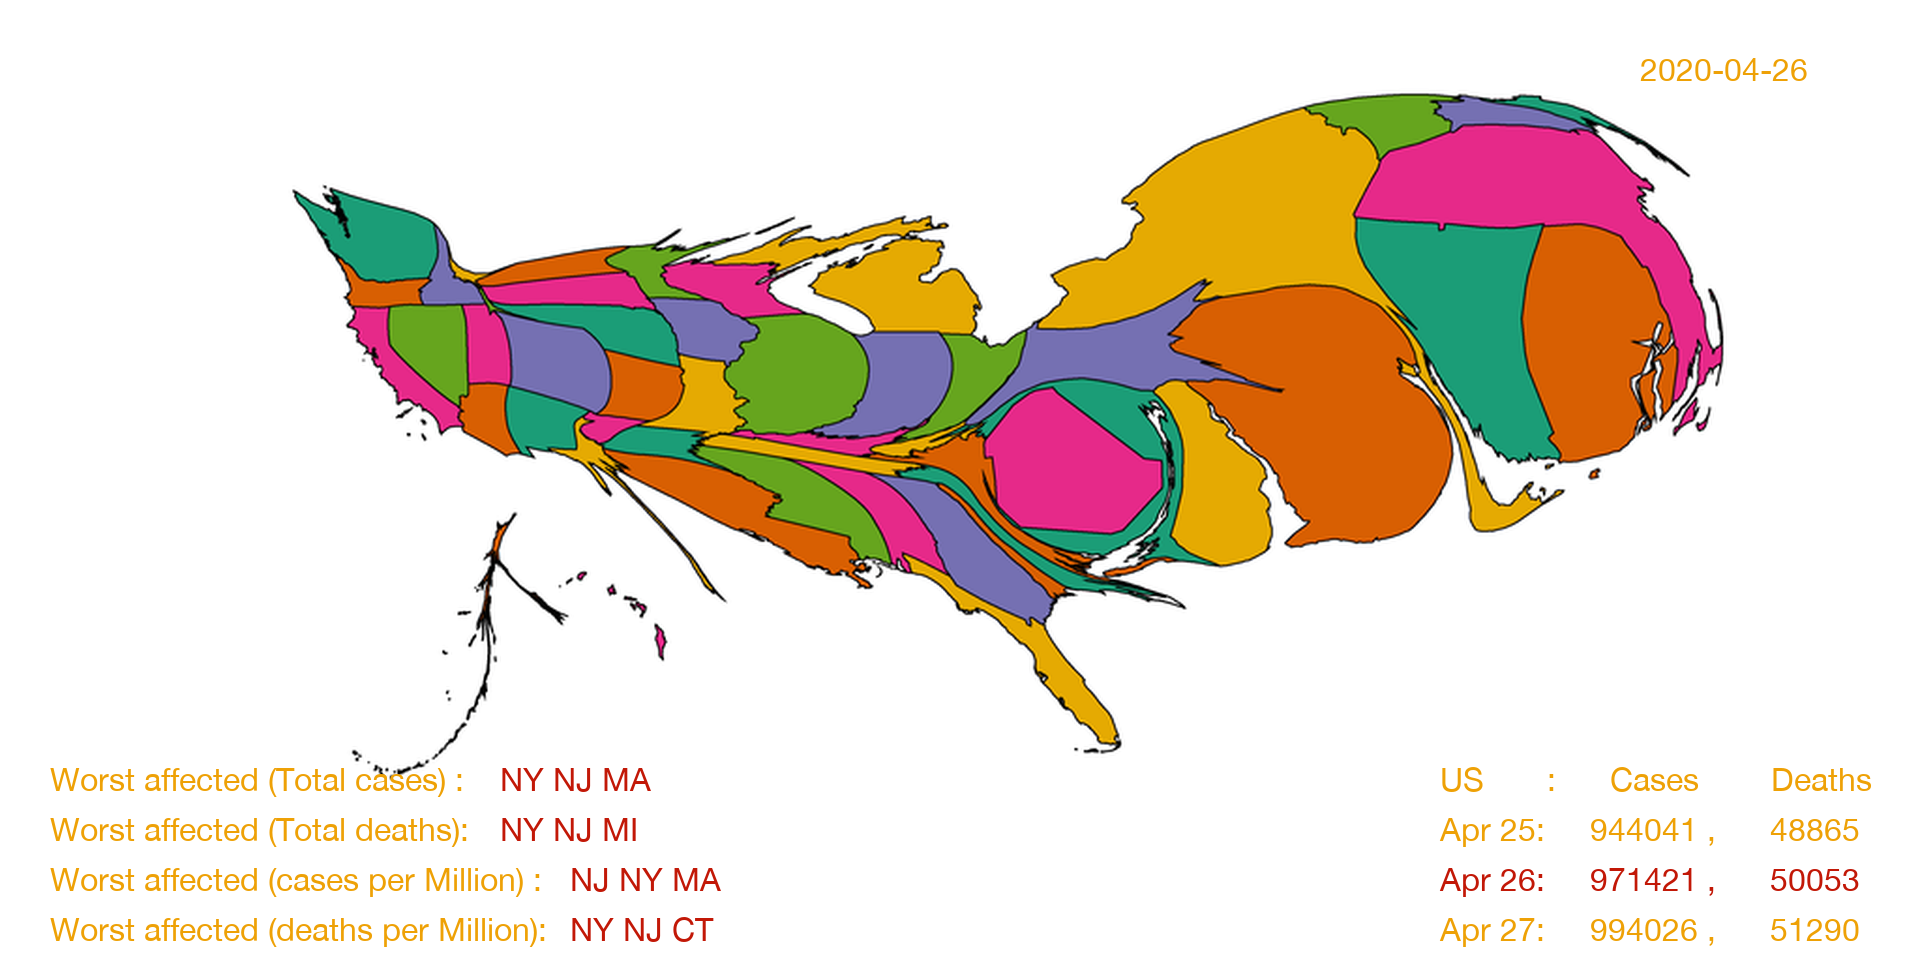 2020-04-26
Worst affected (Total cases) : NY NJ MA
Worst affected (Total deaths): NY NJ MI
Worst affected (cases per Million) : NJ NY MA
Worst affected (deaths per Million): NY NJ CT
US : Cases Deaths
Apr 25: 944041 , 48865
Apr 26: 971421 , 50053
Apr 27: 994026 , 51290